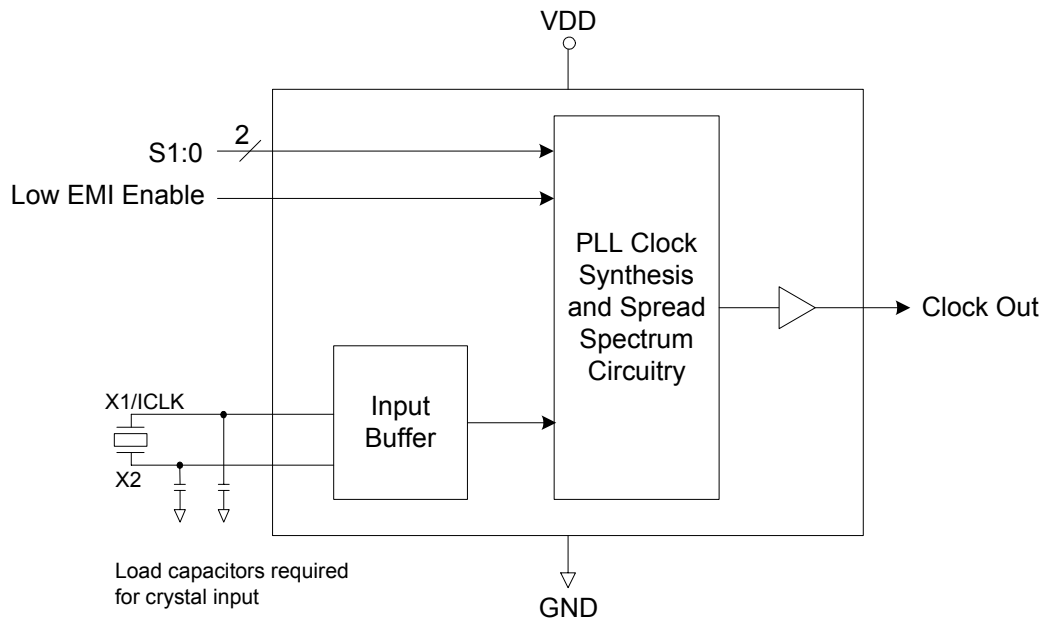 VDD
2
S1:0
Low EMI Enable
PLL Clock
Synthesis
and Spread
Spectrum
Circuitry
Clock Out
X1/ICLK
Input
Buffer
X2
Load capacitors required
for crystal input
GND